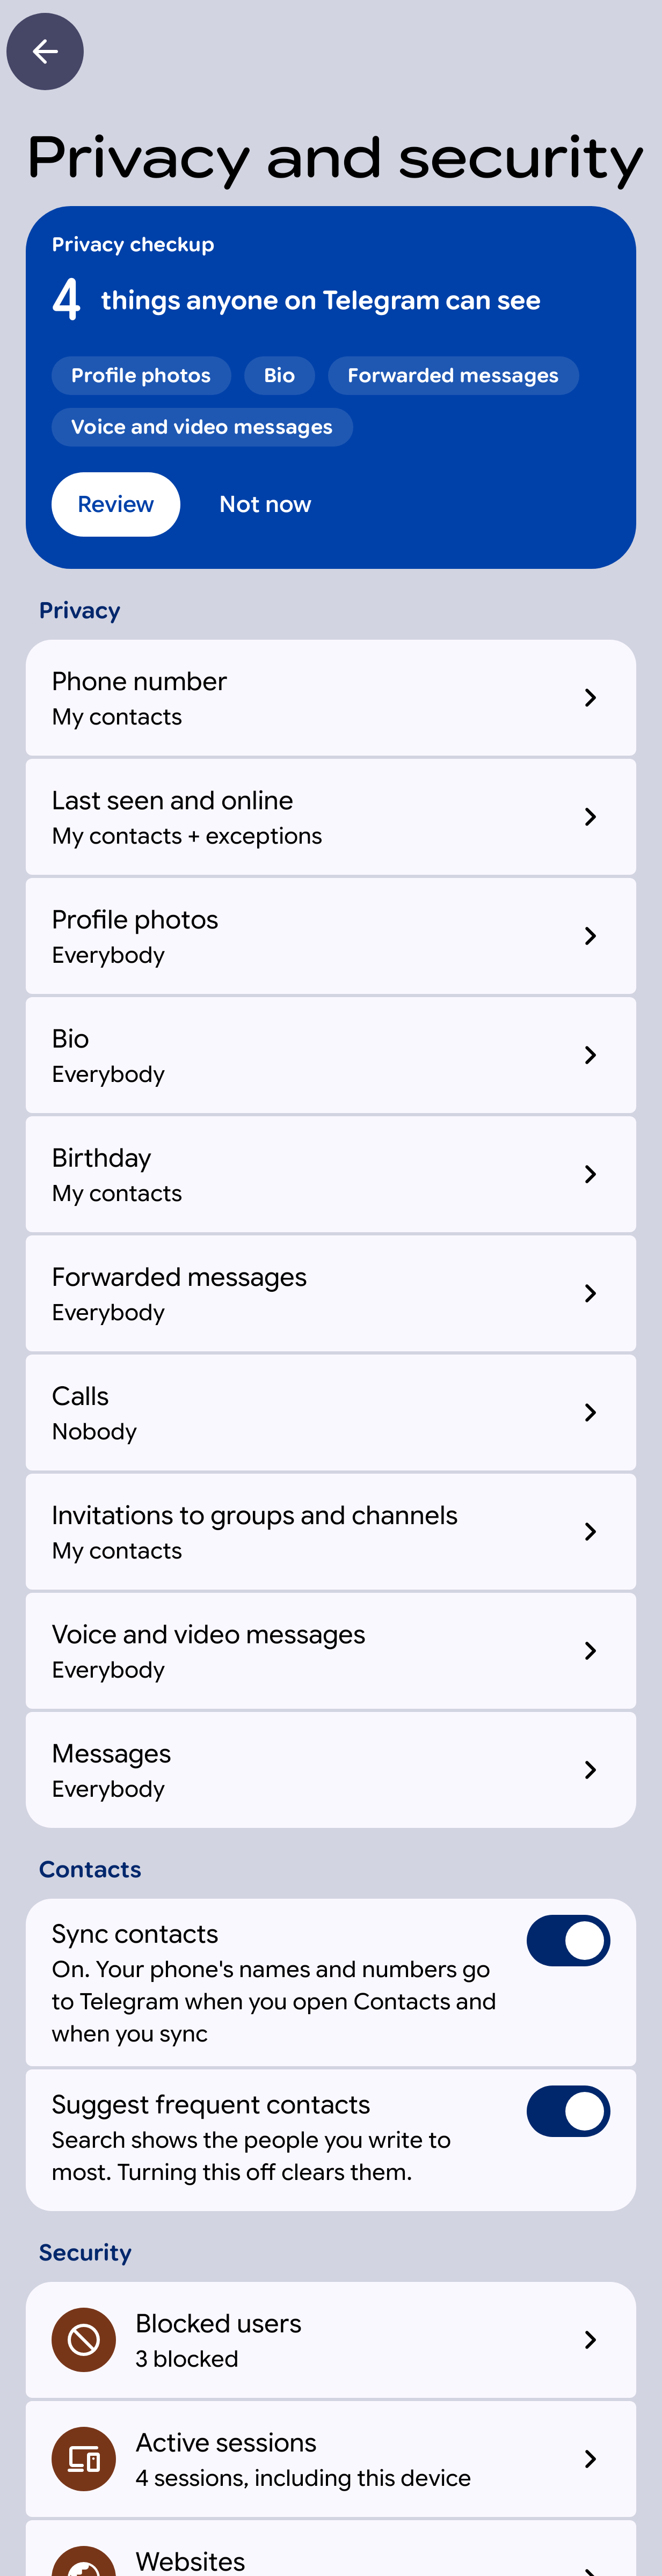 Privacy and security
Privacy checkup
4 things anyone on Telegram can see
Profile photos Bio Forwarded messages
Voice and video messages
Review Not now
Privacy
Phone number
My contacts
Last seen and online
My contacts + exceptions
Profile photos
Everybody
Bio
Everybody
Birthday
My contacts
Forwarded messages
Everybody
Calls
Nobody
Invitations to groups and channels
My contacts
Voice and video messages
Everybody
Messages
Everybody
Contacts
Sync contacts
On. Your phone's names and numbers go
to Telegram when you open Contacts and
when you sync
Suggest frequent contacts
Search shows the people you write to
most. Turning this off clears them.
Security
Blocked users
3 blocked
Active sessions
4 sessions, including this device
Websites